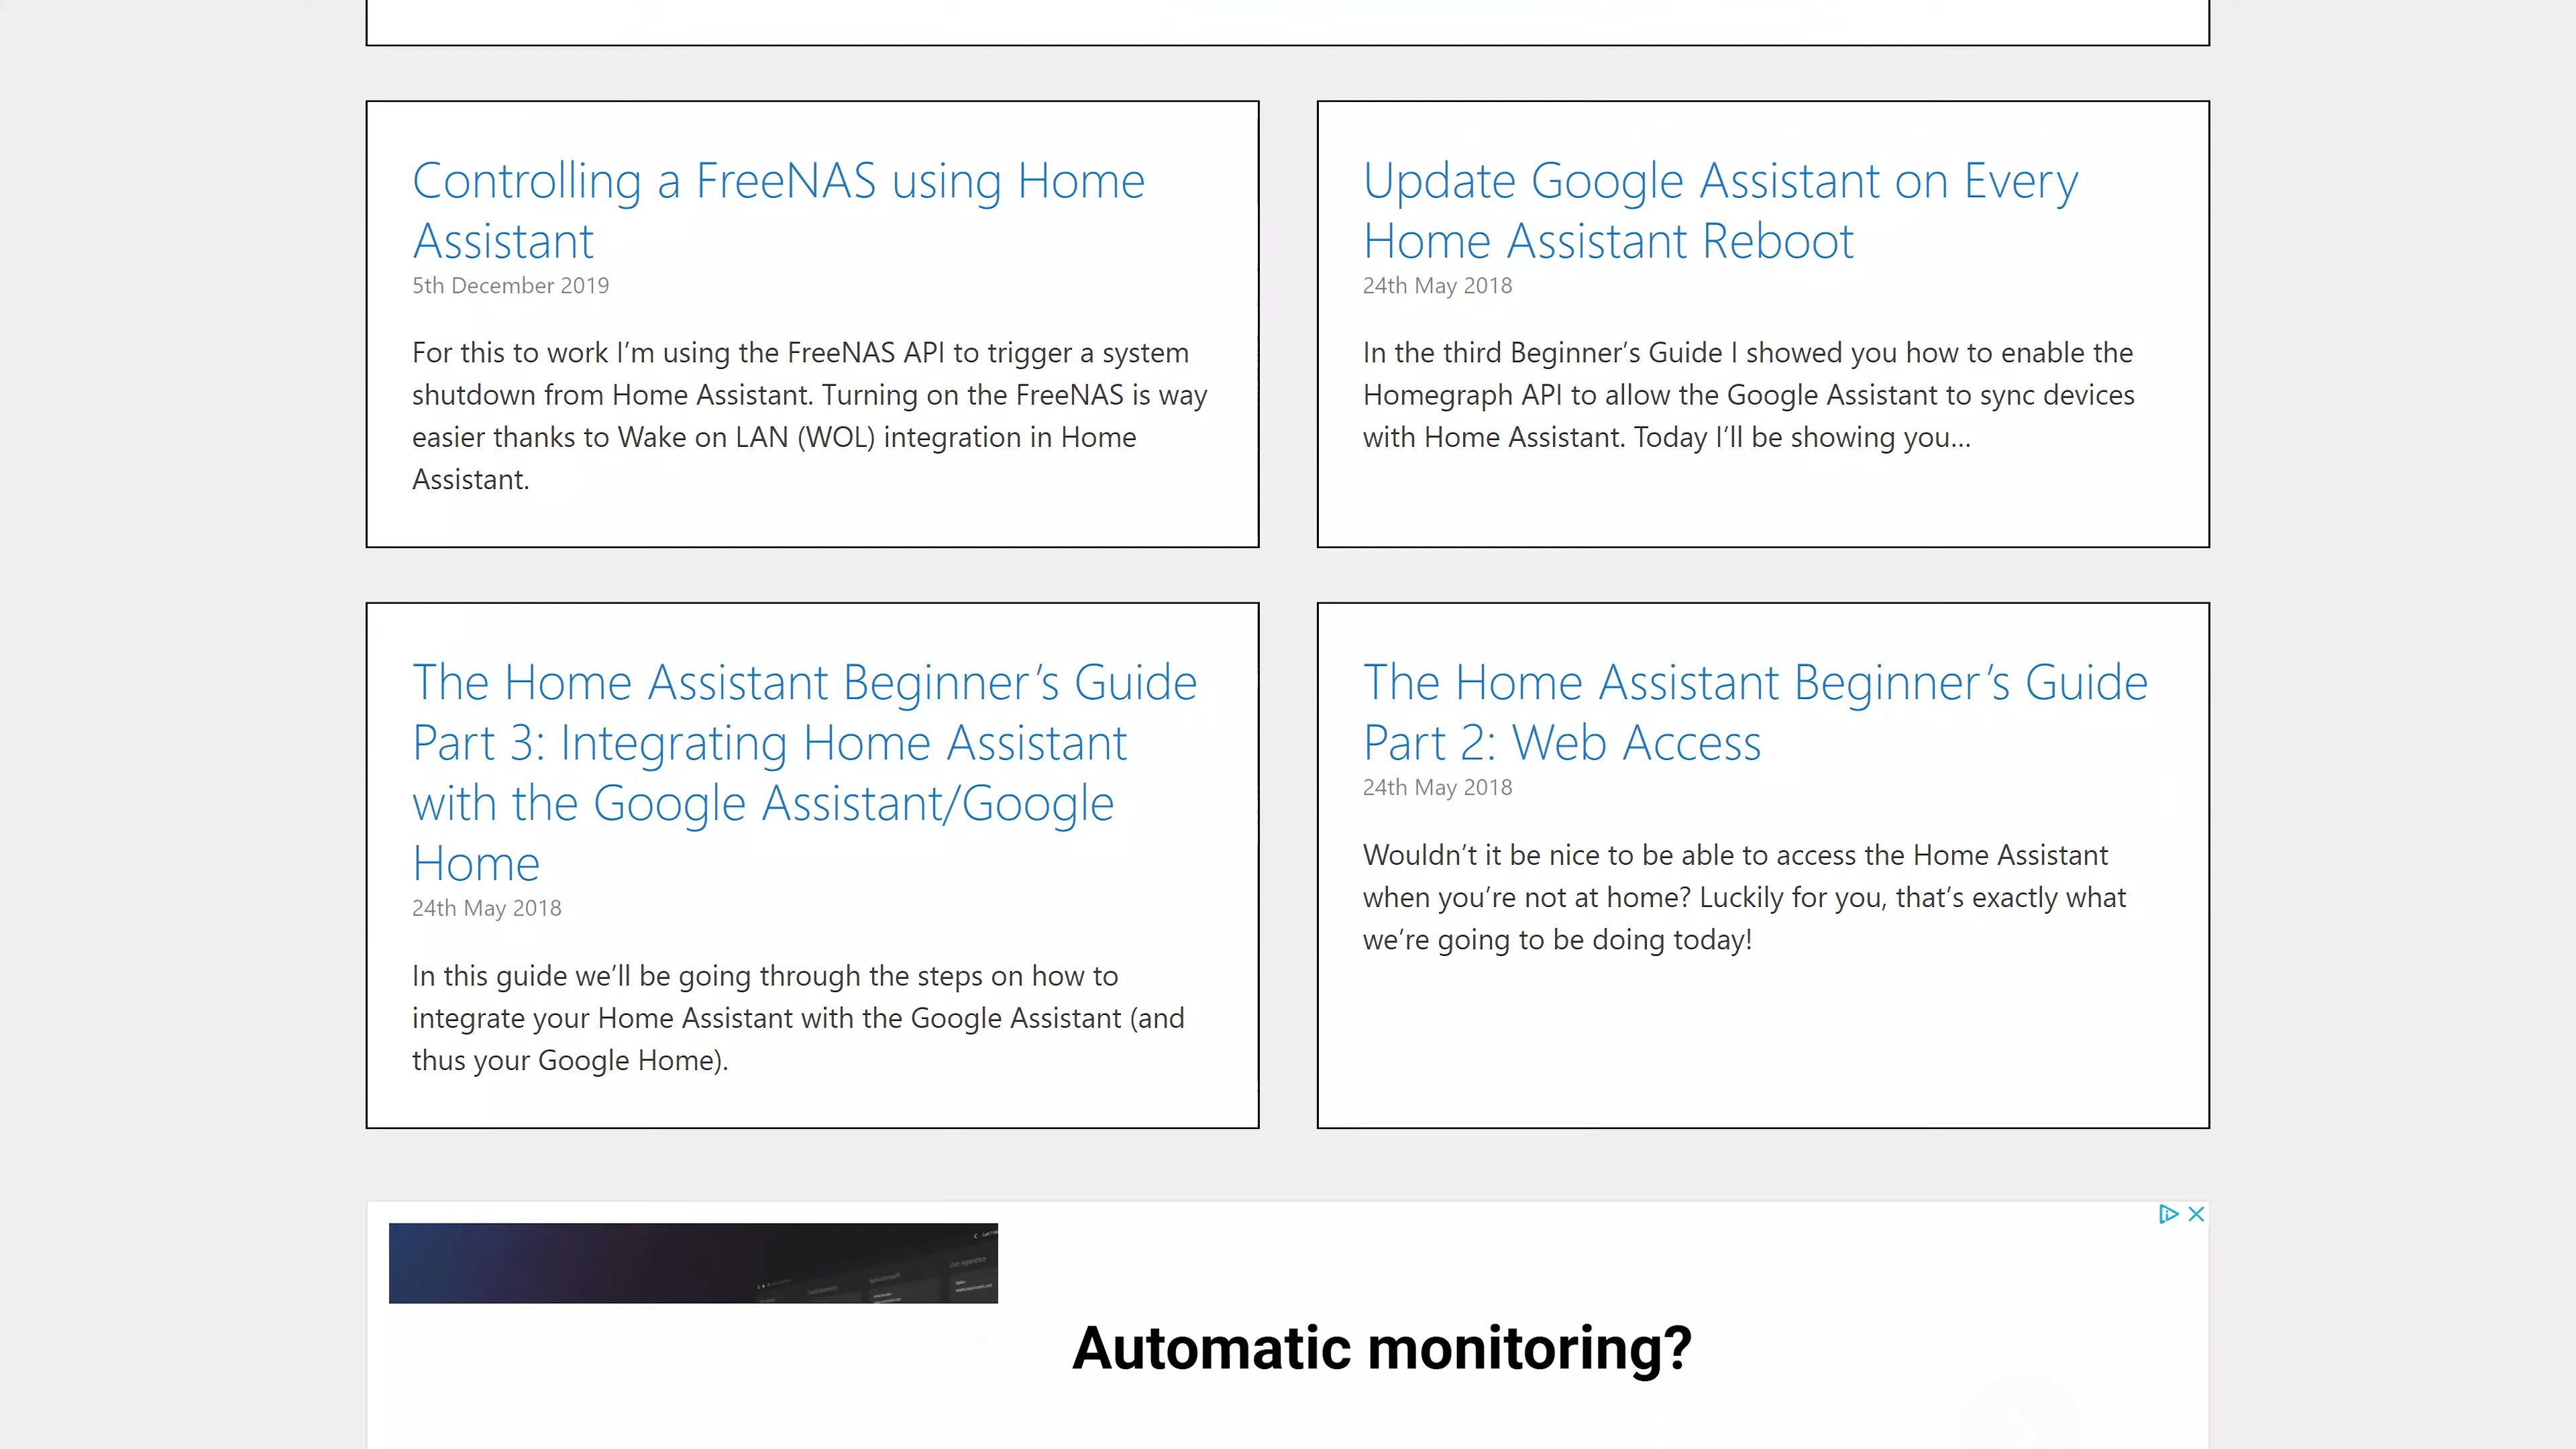 Controlling a FreeNAS using Home
Assistant
5th December 2019
For this to work I’m using the FreeNAS API to trigger a system
shutdown from Home Assistant. Turning on the FreeNAS is way
easier thanks to Wake on LAN (WOL) integration in Home
Assistant.
Update Google Assistant on Every
Home Assistant Reboot
24th May 2018
In the third Beginner’s Guide I showed you how to enable the
Homegraph API to allow the Google Assistant to sync devices
with Home Assistant. Today I’ll be showing you...
The Home Assistant Beginner’s Guide
Part 3: Integrating Home Assistant
with the Google Assistant/Google
Home
24th May 2018
In this guide we’ll be going through the steps on how to
integrate your Home Assistant with the Google Assistant (and
thus your Google Home).
The Home Assistant Beginner’s Guide
Part 2: Web Access
24th May 2018
Wouldn’t it be nice to be able to access the Home Assistant
when you’re not at home? Luckily for you, that’s exactly what
we’re going to be doing today!
Automatic monitoring?